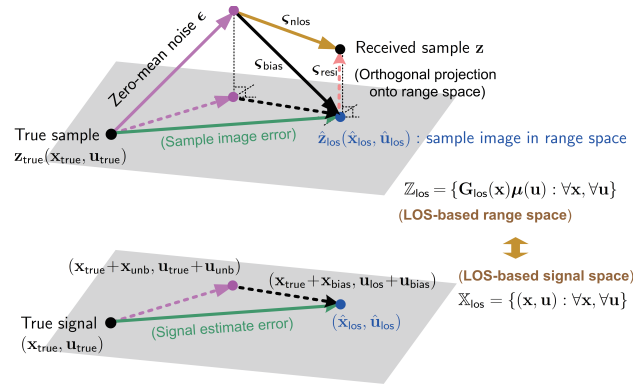 Zero-mean noise ϵ
ς_nlos
Received sample z
ς_bias
ς_resi
(Orthogonal projection
onto range space)
True sample
(Sample image error)
ẑ_los(x̂_los, û_los) : sample image in range space
z_true(x_true, u_true)
ℤ_los = {G_los(x)μ(u) : ∀x, ∀u}
(LOS-based range space)
(x_true+x_unb, u_true+u_unb)
(x_true+x_bias, u_los+u_bias)
(LOS-based signal space)
𝕏_los = {(x, u) : ∀x, ∀u}
True signal
(Signal estimate error)
(x̂_los, û_los)
(x_true, u_true)